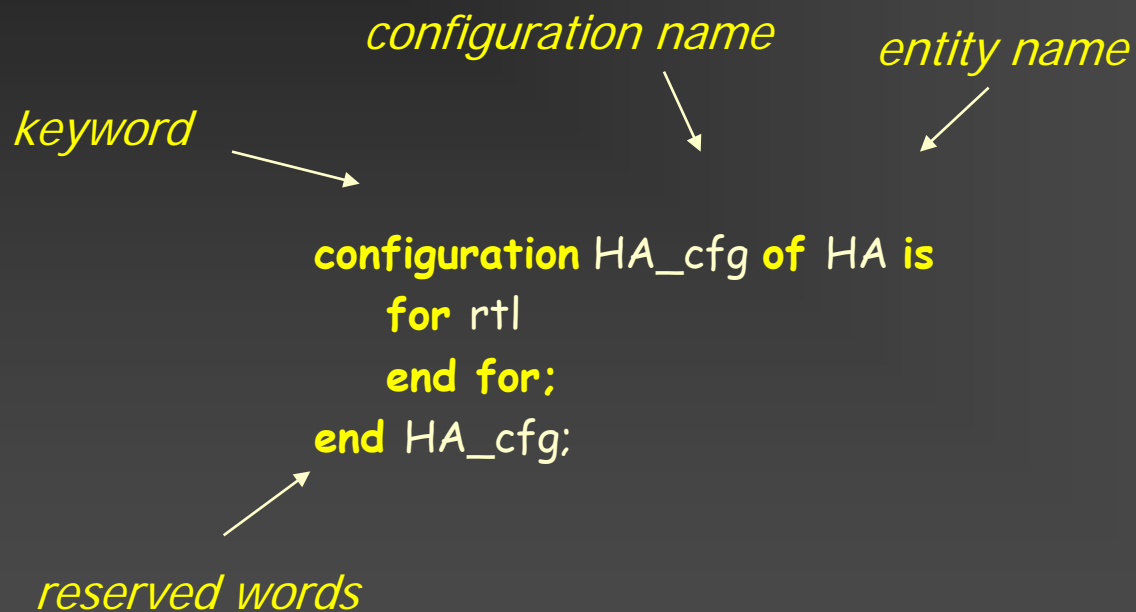 configuration name
entity name
keyword
configuration HA_cfg of HA is
for rtl
end for;
end HA_cfg;
reserved words